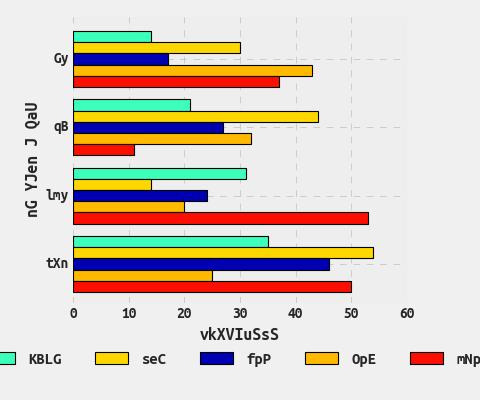 Gy
qB
lmy
tXn
nG YJen J QaU
0 10 20 30 40 50 60
vkXVIuSsS
KBLG seC fpP OpE mNp